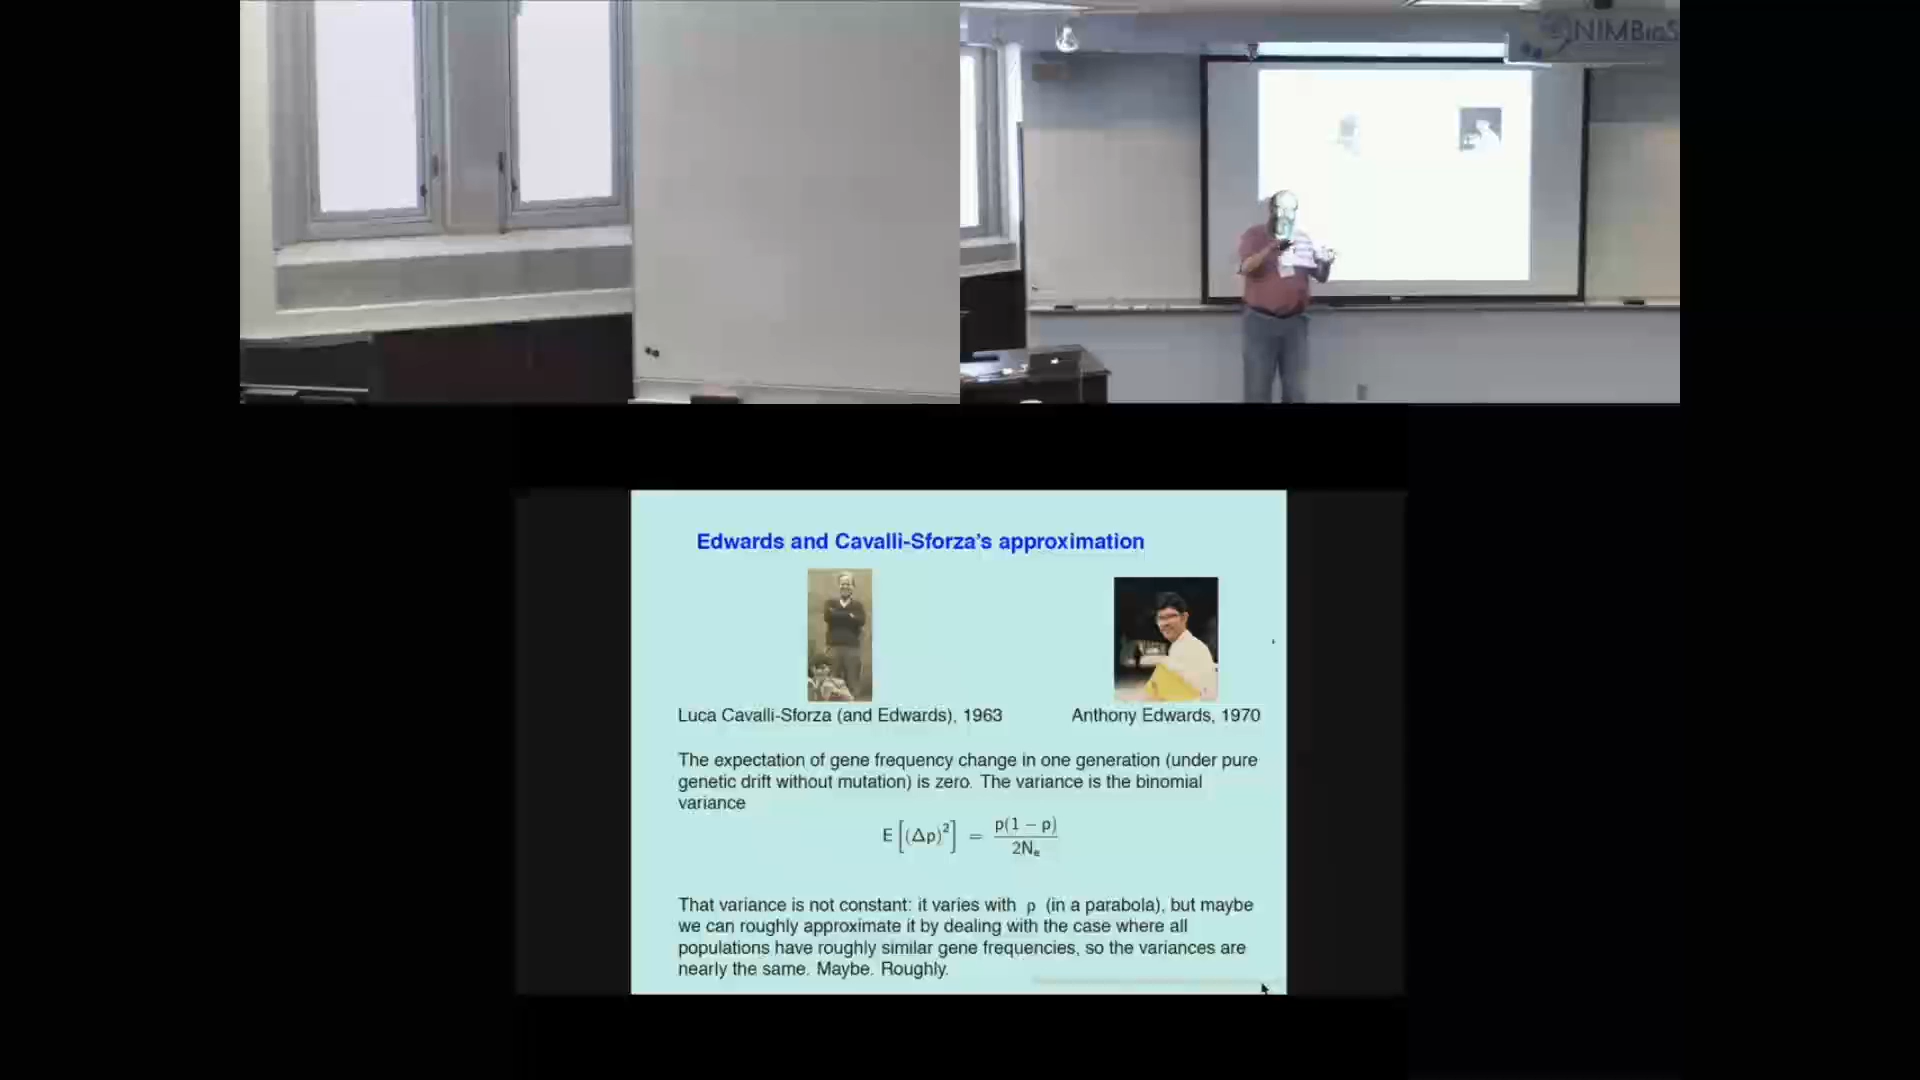 NIMBioS
Edwards and Cavalli-Sforza's approximation
Luca Cavalli-Sforza (and Edwards), 1963
Anthony Edwards, 1970
The expectation of gene frequency change in one generation (under pure
genetic drift without mutation) is zero. The variance is the binomial
variance
E[(Δp)²] = p(1 − p) / 2Nₑ
That variance is not constant: it varies with p (in a parabola), but maybe
we can roughly approximate it by dealing with the case where all
populations have roughly similar gene frequencies, so the variances are
nearly the same. Maybe. Roughly.